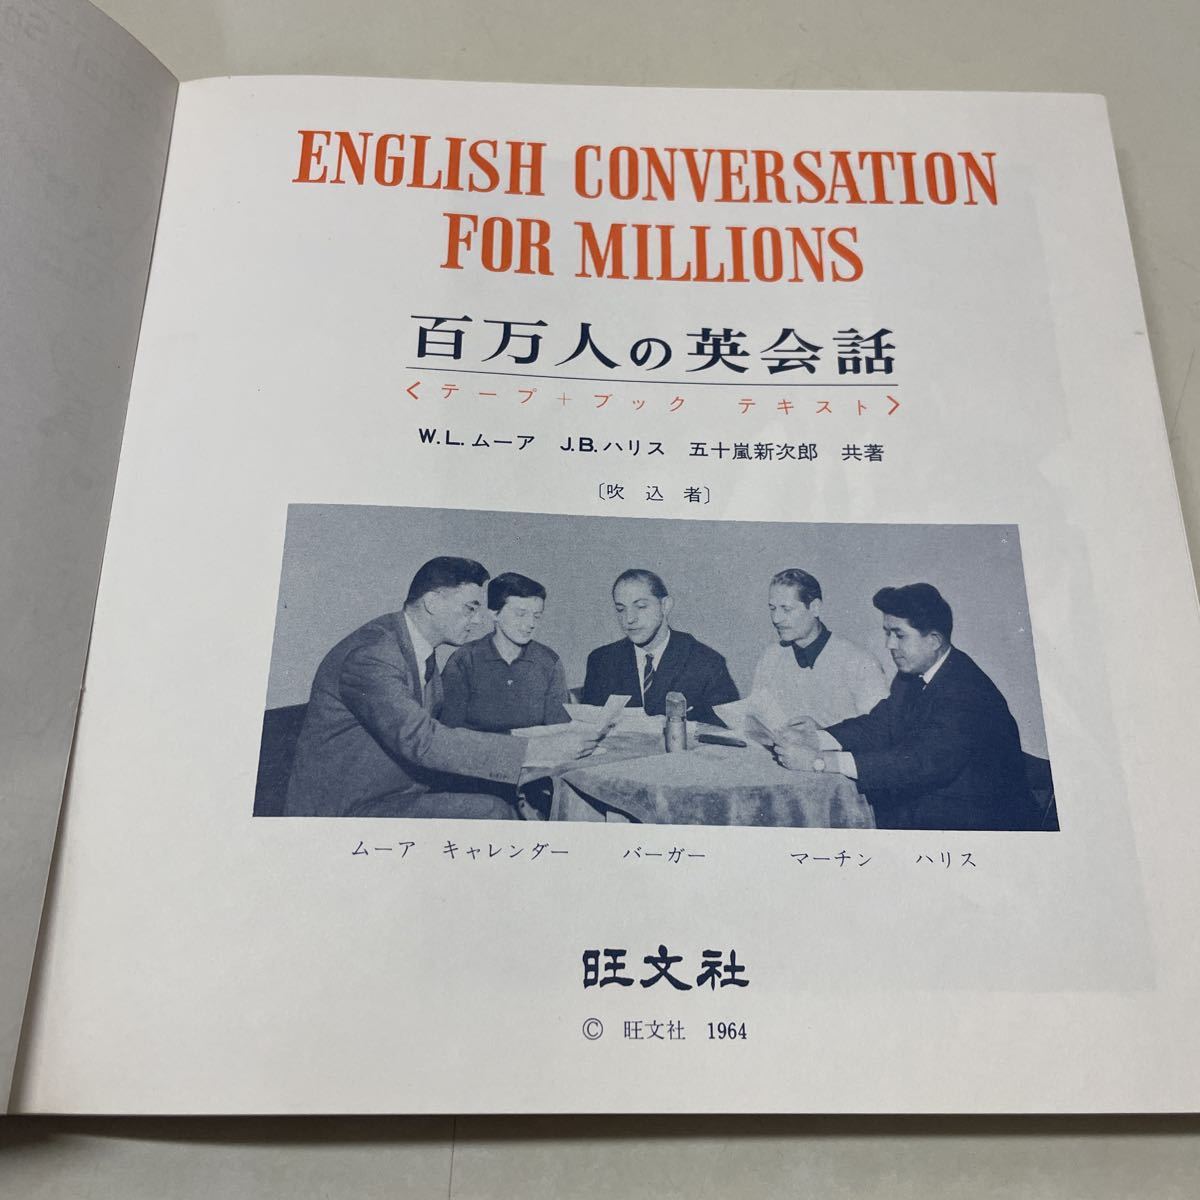 ENGLISH CONVERSATION
FOR MILLIONS
百万人の英会話
〈テープ+ブック テキスト〉
W.L.ムーア J.B.ハリス 五十嵐新次郎 共著
〔吹込者〕
ムーア キャレンダー バーガー マーチン ハリス
旺文社
© 旺文社 1964